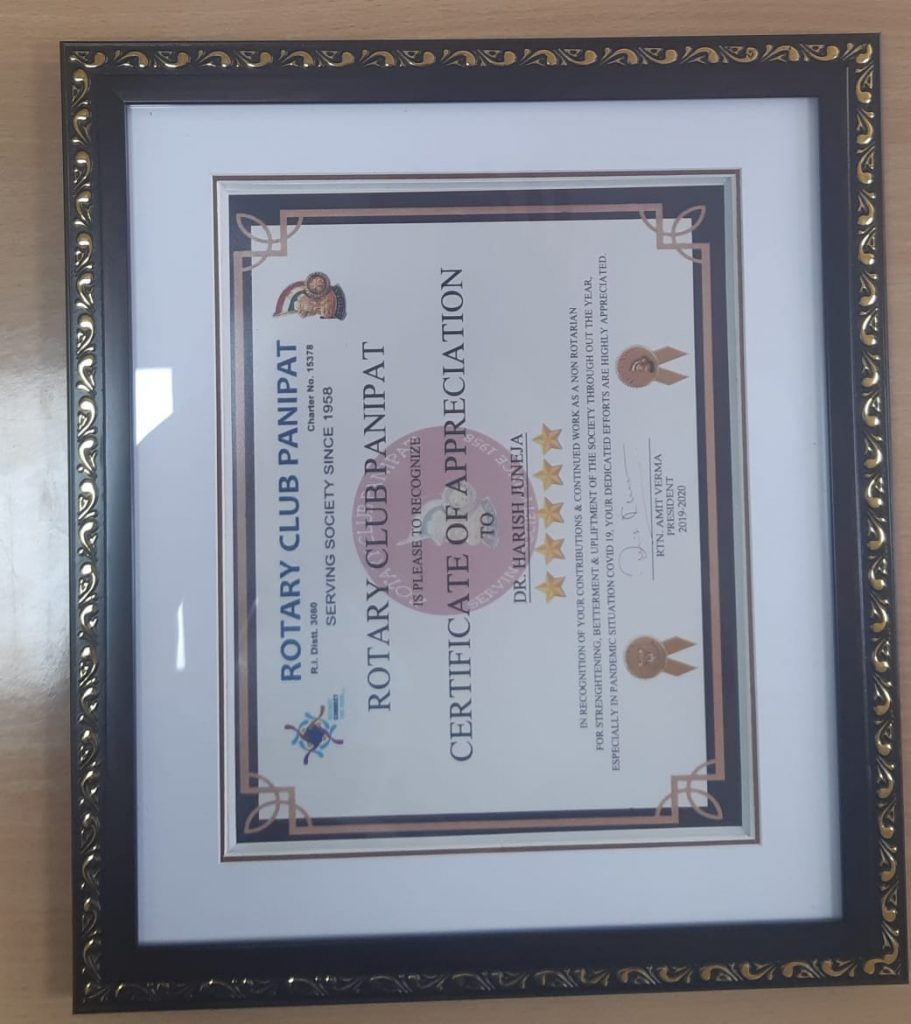 ROTARY CLUB PANIPAT
R.I. Distt. 3080 Charter No. 15378
SERVING SOCIETY SINCE 1958
ROTARY CLUB PANIPAT
IS PLEASE TO RECOGNIZE
CERTIFICATE OF APPRECIATION
TO
DR. HARISH JUNEJA
IN RECOGNITION OF YOUR CONTRIBUTIONS & CONTINUED WORK AS A NON ROTARIAN
FOR STRENGHTENING, BETTERMENT & UPLIFTMENT OF THE SOCIETY THROUGH OUT THE YEAR,
ESPECIALLY IN PANDEMIC SITUATION COVID 19, YOUR DEDICATED EFFORTS ARE HIGHLY APPRECIATED.
RTN. AMIT VERMA
PRESIDENT
2019-2020